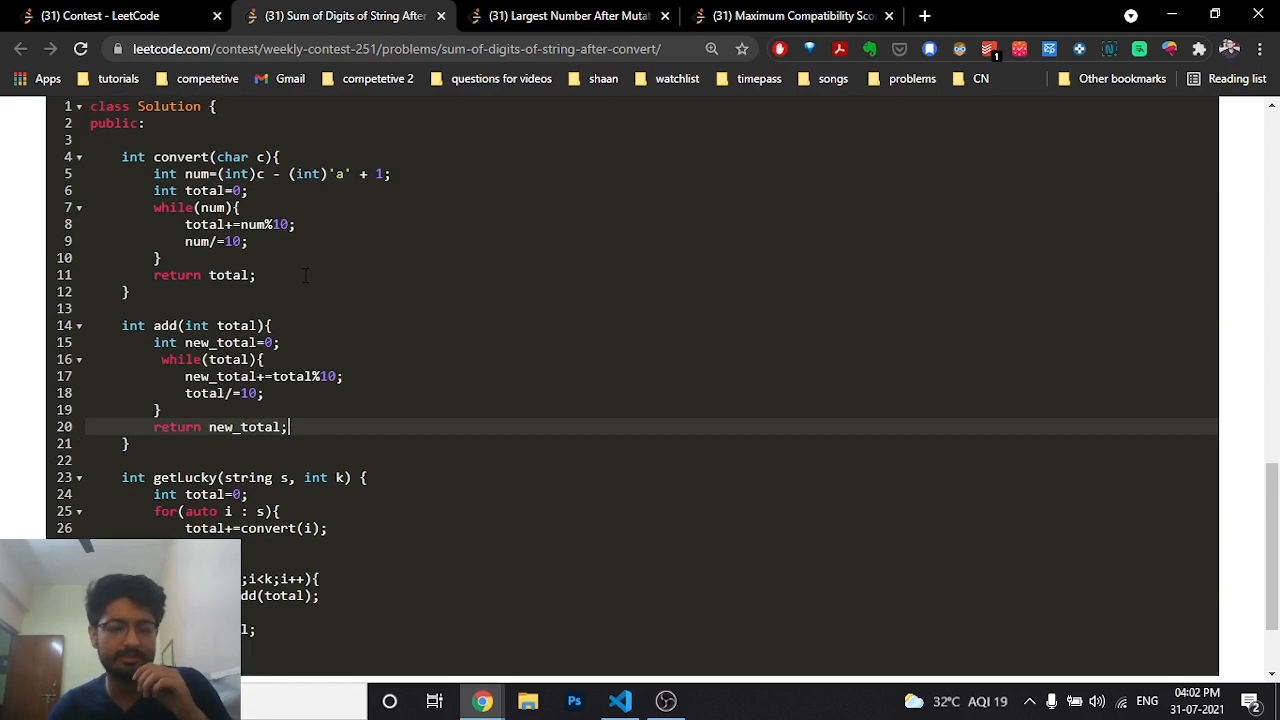 (31) Contest - LeetCode
(31) Sum of Digits of String After
(31) Largest Number After Mutat
(31) Maximum Compatibility Sco
leetcode.com/contest/weekly-contest-251/problems/sum-of-digits-of-string-after-convert/
1
Apps tutorials competetive Gmail competetive 2 questions for videos shaan watchlist timepass songs problems CN Other bookmarks Reading list
1 class Solution {
2 public:
3
4 int convert(char c){
5 int num=(int)c - (int)'a' + 1;
6 int total=0;
7 while(num){
8 total+=num%10;
9 num/=10;
10 }
11 return total;
12 }
13
14 int add(int total){
15 int new_total=0;
16 while(total){
17 new_total+=total%10;
18 total/=10;
19 }
20 return new_total;
21 }
22
23 int getLucky(string s, int k) {
24 int total=0;
25 for(auto i : s){
26 total+=convert(i);
;i<k;i++){
dd(total);
l;
32°C AQI 19
ENG
04:02 PM
31-07-2021
2